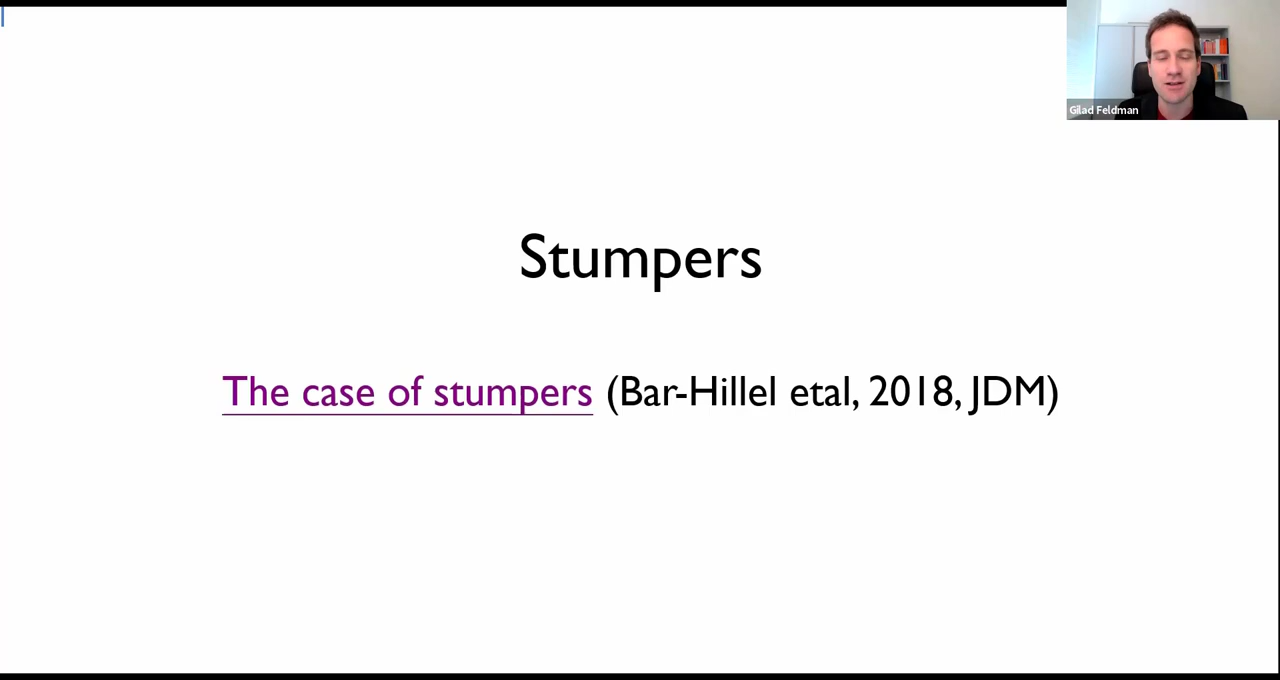 Gilad Feldman
Stumpers
The case of stumpers (Bar-Hillel etal, 2018, JDM)